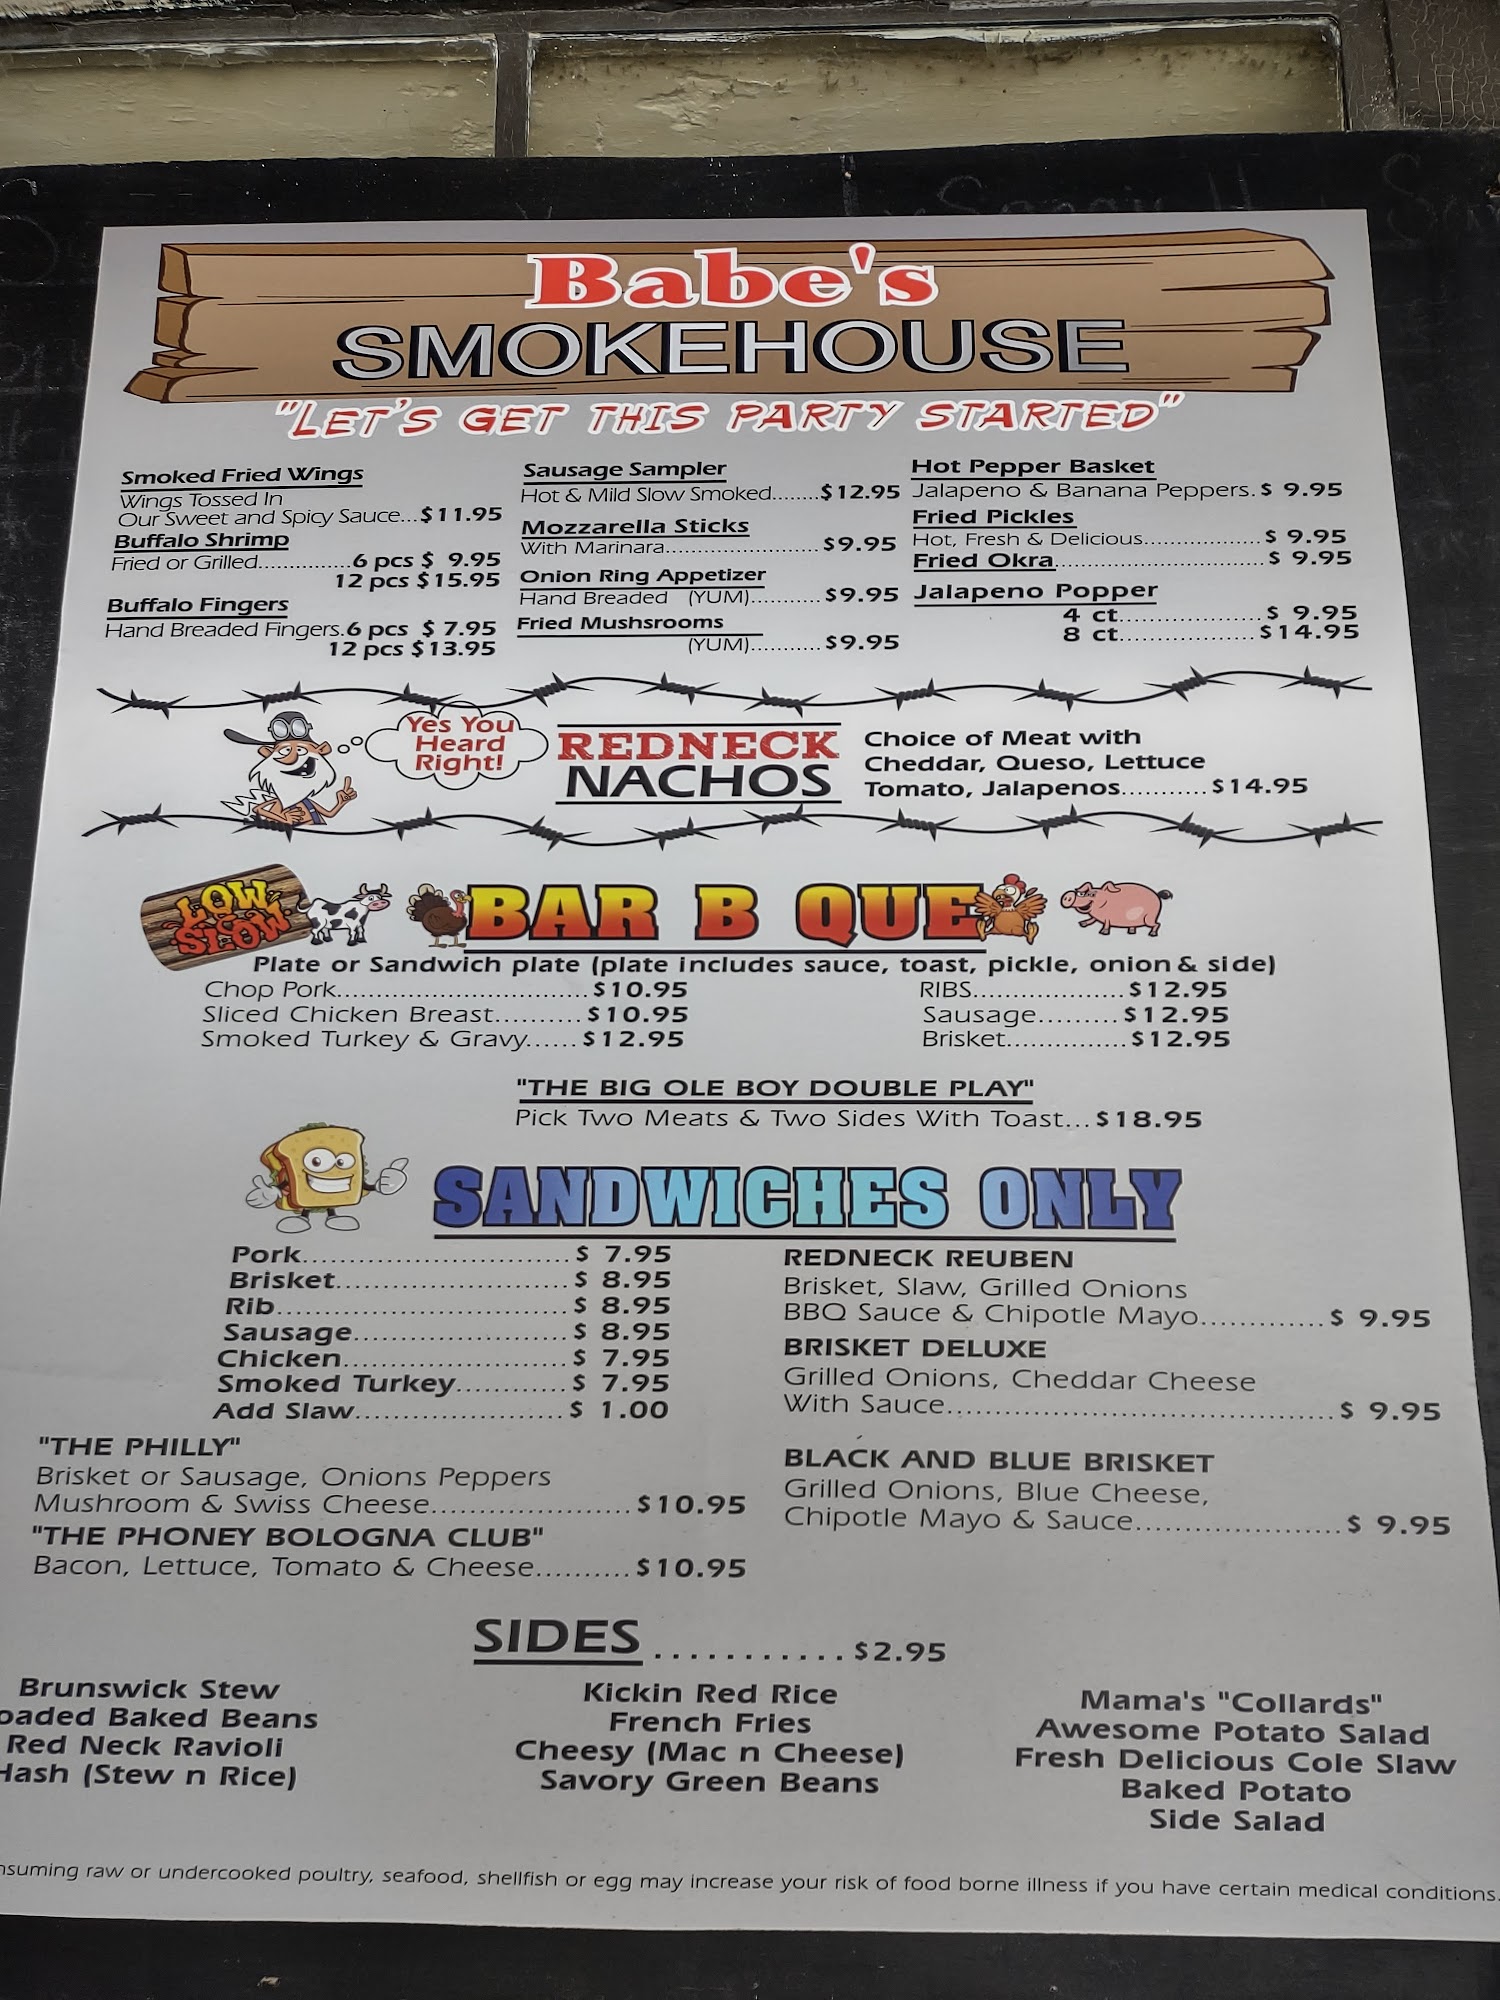 Babe's
SMOKEHOUSE
"LET'S GET THIS PARTY STARTED"
Smoked Fried Wings
Wings Tossed In
Our Sweet and Spicy Sauce...$11.95
Buffalo Shrimp
Fried or Grilled..............6 pcs $ 9.95
12 pcs $15.95
Buffalo Fingers
Hand Breaded Fingers.6 pcs $ 7.95
12 pcs $13.95
Sausage Sampler
Hot & Mild Slow Smoked........$12.95
Mozzarella Sticks
With Marinara..........................$9.95
Onion Ring Appetizer
Hand Breaded (YUM)...........$9.95
Fried Mushsrooms
(YUM)...........$9.95
Hot Pepper Basket
Jalapeno & Banana Peppers.$ 9.95
Fried Pickles
Hot, Fresh & Delicious..................$ 9.95
Fried Okra................................$ 9.95
Jalapeno Popper
4 ct......................$ 9.95
8 ct.....................$14.95
Yes You
Heard
Right!
REDNECK
NACHOS
Choice of Meat with
Cheddar, Queso, Lettuce
Tomato, Jalapenos...........$14.95
LOW
&
SLOW
BAR B QUE
Plate or Sandwich plate (plate includes sauce, toast, pickle, onion & side)
Chop Pork................................$10.95
Sliced Chicken Breast..........$10.95
Smoked Turkey & Gravy......$12.95
RIBS...................$12.95
Sausage.........$12.95
Brisket...............$12.95
"THE BIG OLE BOY DOUBLE PLAY"
Pick Two Meats & Two Sides With Toast...$18.95
SANDWICHES ONLY
Pork...........................$ 7.95
Brisket.......................$ 8.95
Rib.............................$ 8.95
Sausage.....................$ 8.95
Chicken......................$ 7.95
Smoked Turkey...........$ 7.95
Add Slaw.....................$ 1.00
"THE PHILLY"
Brisket or Sausage, Onions Peppers
Mushroom & Swiss Cheese.....................$10.95
"THE PHONEY BOLOGNA CLUB"
Bacon, Lettuce, Tomato & Cheese..........$10.95
REDNECK REUBEN
Brisket, Slaw, Grilled Onions
BBQ Sauce & Chipotle Mayo.............$ 9.95
BRISKET DELUXE
Grilled Onions, Cheddar Cheese
With Sauce.......................................$ 9.95
BLACK AND BLUE BRISKET
Grilled Onions, Blue Cheese,
Chipotle Mayo & Sauce.....................$ 9.95
SIDES ...........$2.95
Brunswick Stew
oaded Baked Beans
Red Neck Ravioli
Hash (Stew n Rice)
Kickin Red Rice
French Fries
Cheesy (Mac n Cheese)
Savory Green Beans
Mama's "Collards"
Awesome Potato Salad
Fresh Delicious Cole Slaw
Baked Potato
Side Salad
nsuming raw or undercooked poultry, seafood, shellfish or egg may increase your risk of food borne illness if you have certain medical conditions.